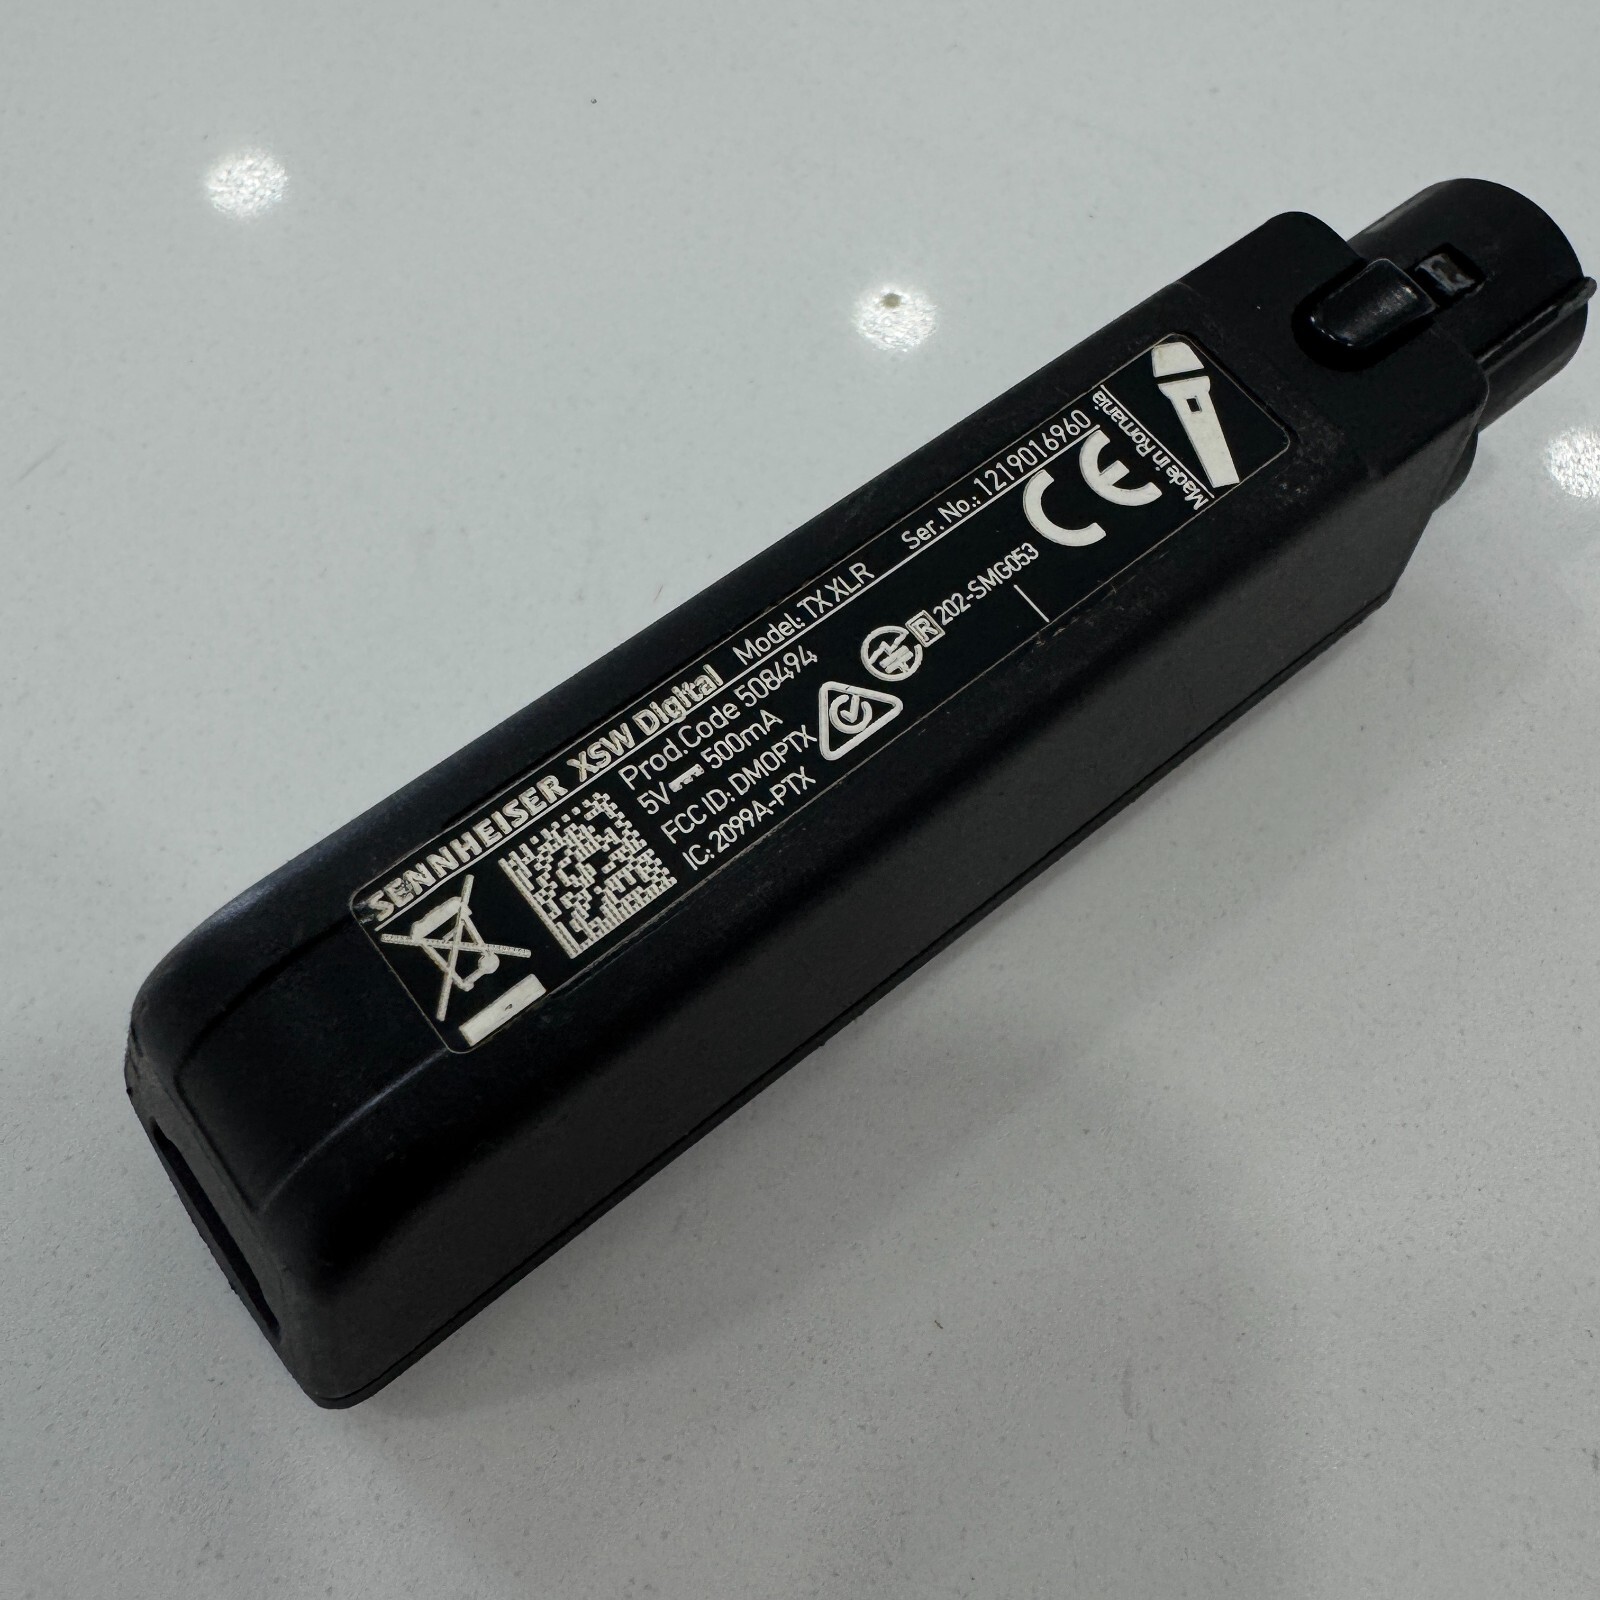 SENNHEISER XSW Digital Model: TX XLR Ser. No.: 1219016960
Prod.Code 508494
5V 500mA
FCC ID: DMOPTX
IC: 2099A-PTX
R 202-SMG053
CE
Made in Romania